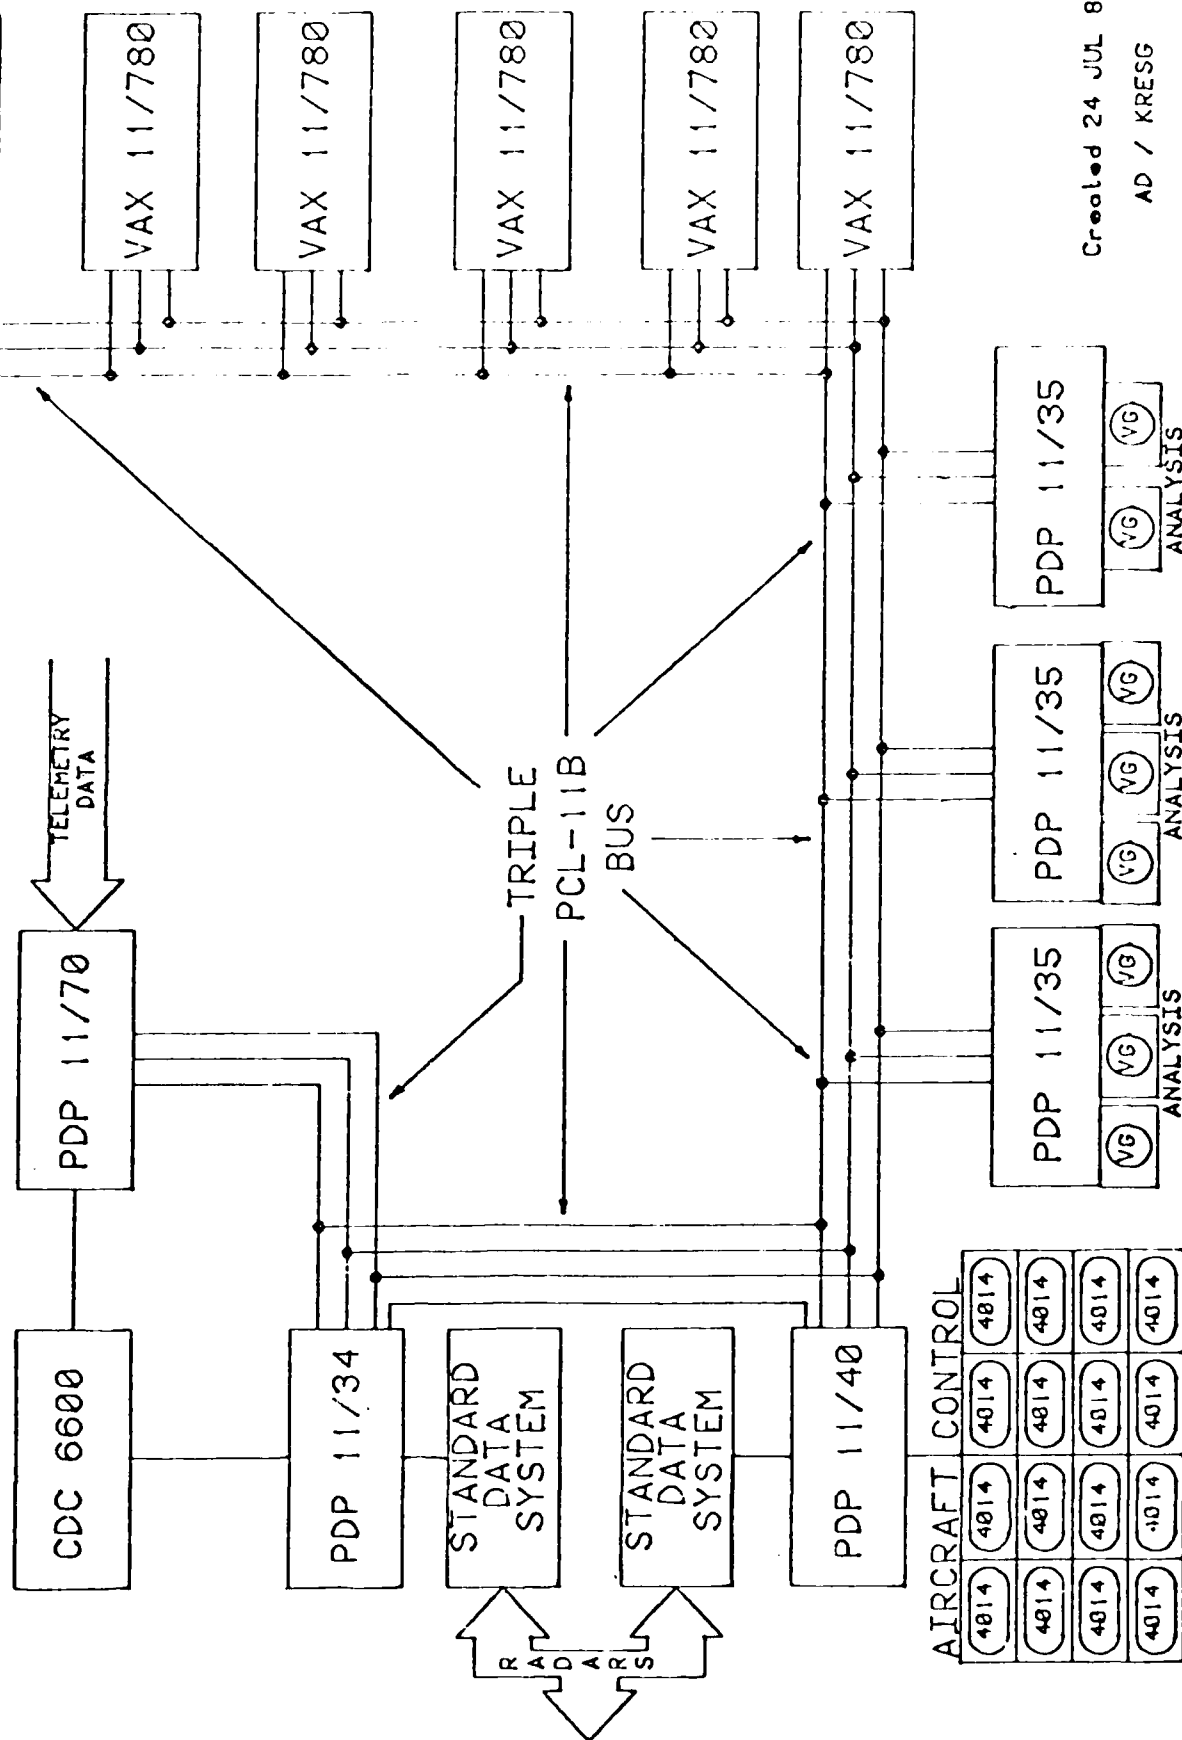 CDC 6600
PDP 11/70
TELEMETRY
DATA
PDP 11/34
STANDARD
DATA
SYSTEM
STANDARD
DATA
SYSTEM
RADARS
PDP 11/40
TRIPLE
PCL-11B
BUS
VAX 11/780
VAX 11/780
VAX 11/780
VAX 11/780
VAX 11/780
AIRCRAFT CONTROL
4014 4014 4014 4014
4014 4014 4014 4014
4014 4014 4014 4014
4014 4014 4014 4014
PDP 11/35
VG VG VG
ANALYSIS
PDP 11/35
VG VG VG
ANALYSIS
PDP 11/35
VG VG
ANALYSIS
Created 24 JUL 8
AD / KRESG